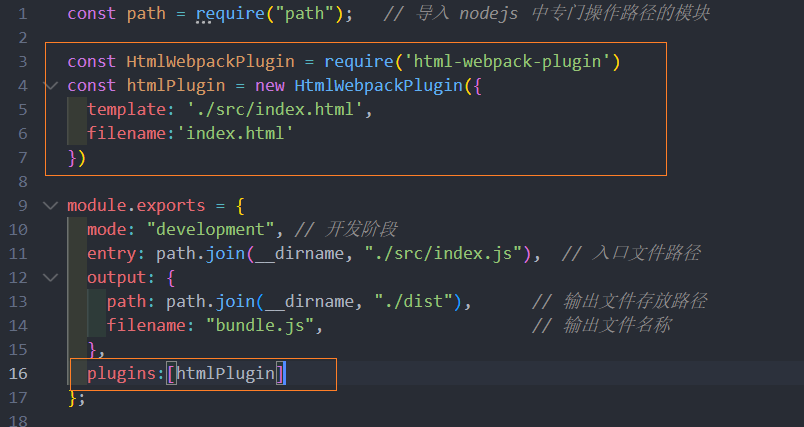 1 const path = require("path");   // 导入 nodejs 中专门操作路径的模块
2
3 const HtmlWebpackPlugin = require('html-webpack-plugin')
4 const htmlPlugin = new HtmlWebpackPlugin({
5   template: './src/index.html',
6   filename:'index.html'
7 })
8
9 module.exports = {
10   mode: "development", // 开发阶段
11   entry: path.join(__dirname, "./src/index.js"),  // 入口文件路径
12   output: {
13     path: path.join(__dirname, "./dist"),      // 输出文件存放路径
14     filename: "bundle.js",                     // 输出文件名称
15   },
16   plugins:[htmlPlugin]
17 };
18